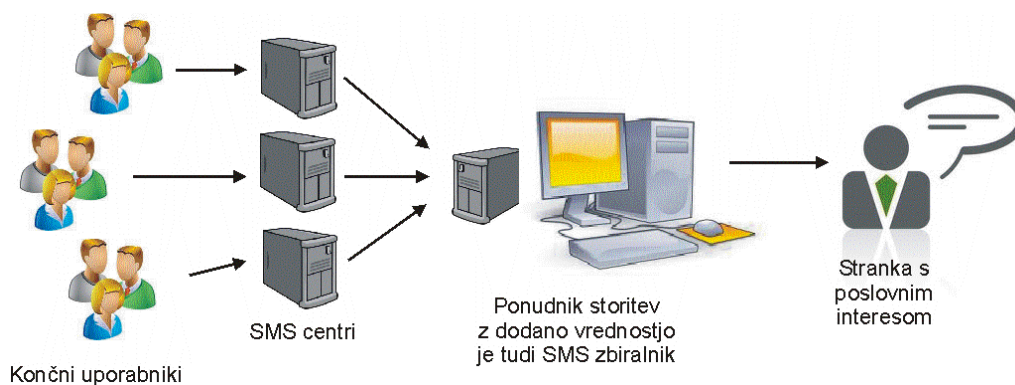 Končni uporabniki
SMS centri
Ponudnik storitev
z dodano vrednostjo
je tudi SMS zbiralnik
Stranka s
poslovnim
interesom